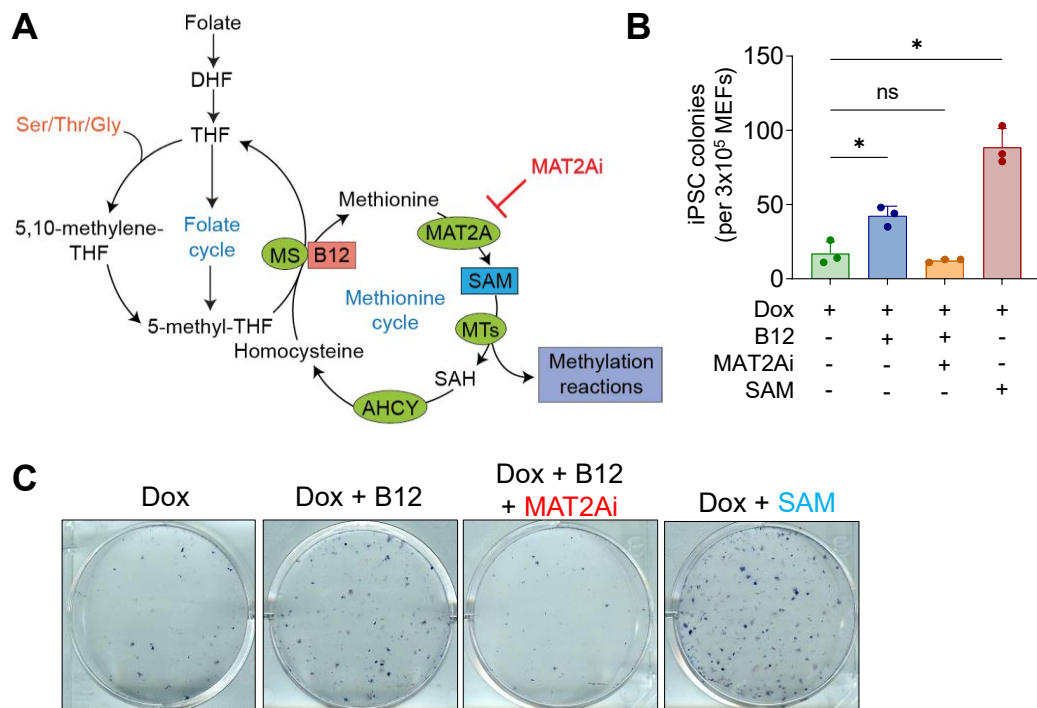 A
Folate
DHF
Ser/Thr/Gly
THF
MAT2Ai
Methionine
5,10-methylene-
THF
Folate
cycle
MS
B12
MAT2A
SAM
Methionine
cycle
5-methyl-THF
MTs
Homocysteine
SAH
Methylation
reactions
AHCY
B
iPSC colonies
(per 3x10⁵ MEFs)
150
100
50
0
*
ns
*
Dox + + + +
B12 - + + -
MAT2Ai - - + -
SAM - - - +
C
Dox
Dox + B12
Dox + B12
+ MAT2Ai
Dox + SAM